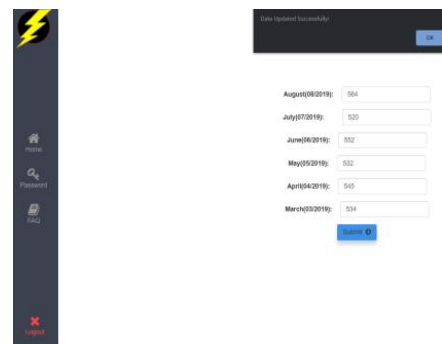 Data Updated Successfully!
OK
August(08/2019): 564
July(07/2019): 520
June(06/2019): 552
May(05/2019): 532
April(04/2019): 545
March(03/2019): 534
Submit
Home
Password
FAQ
Logout